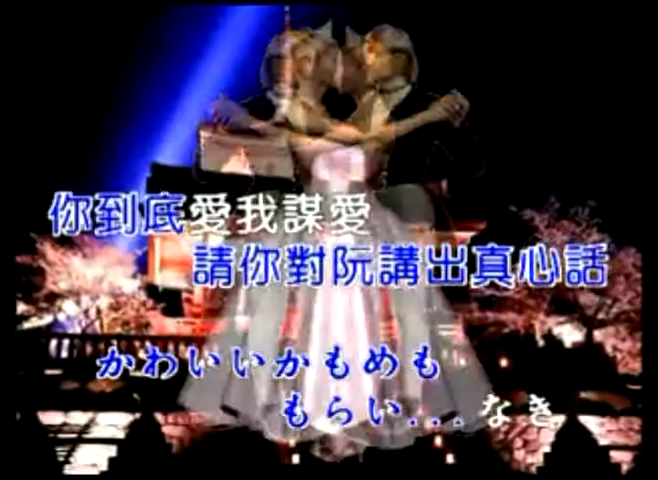 你到底愛我謀愛
請你對阮講出真心話
かわいいかもめも
もらい...なき